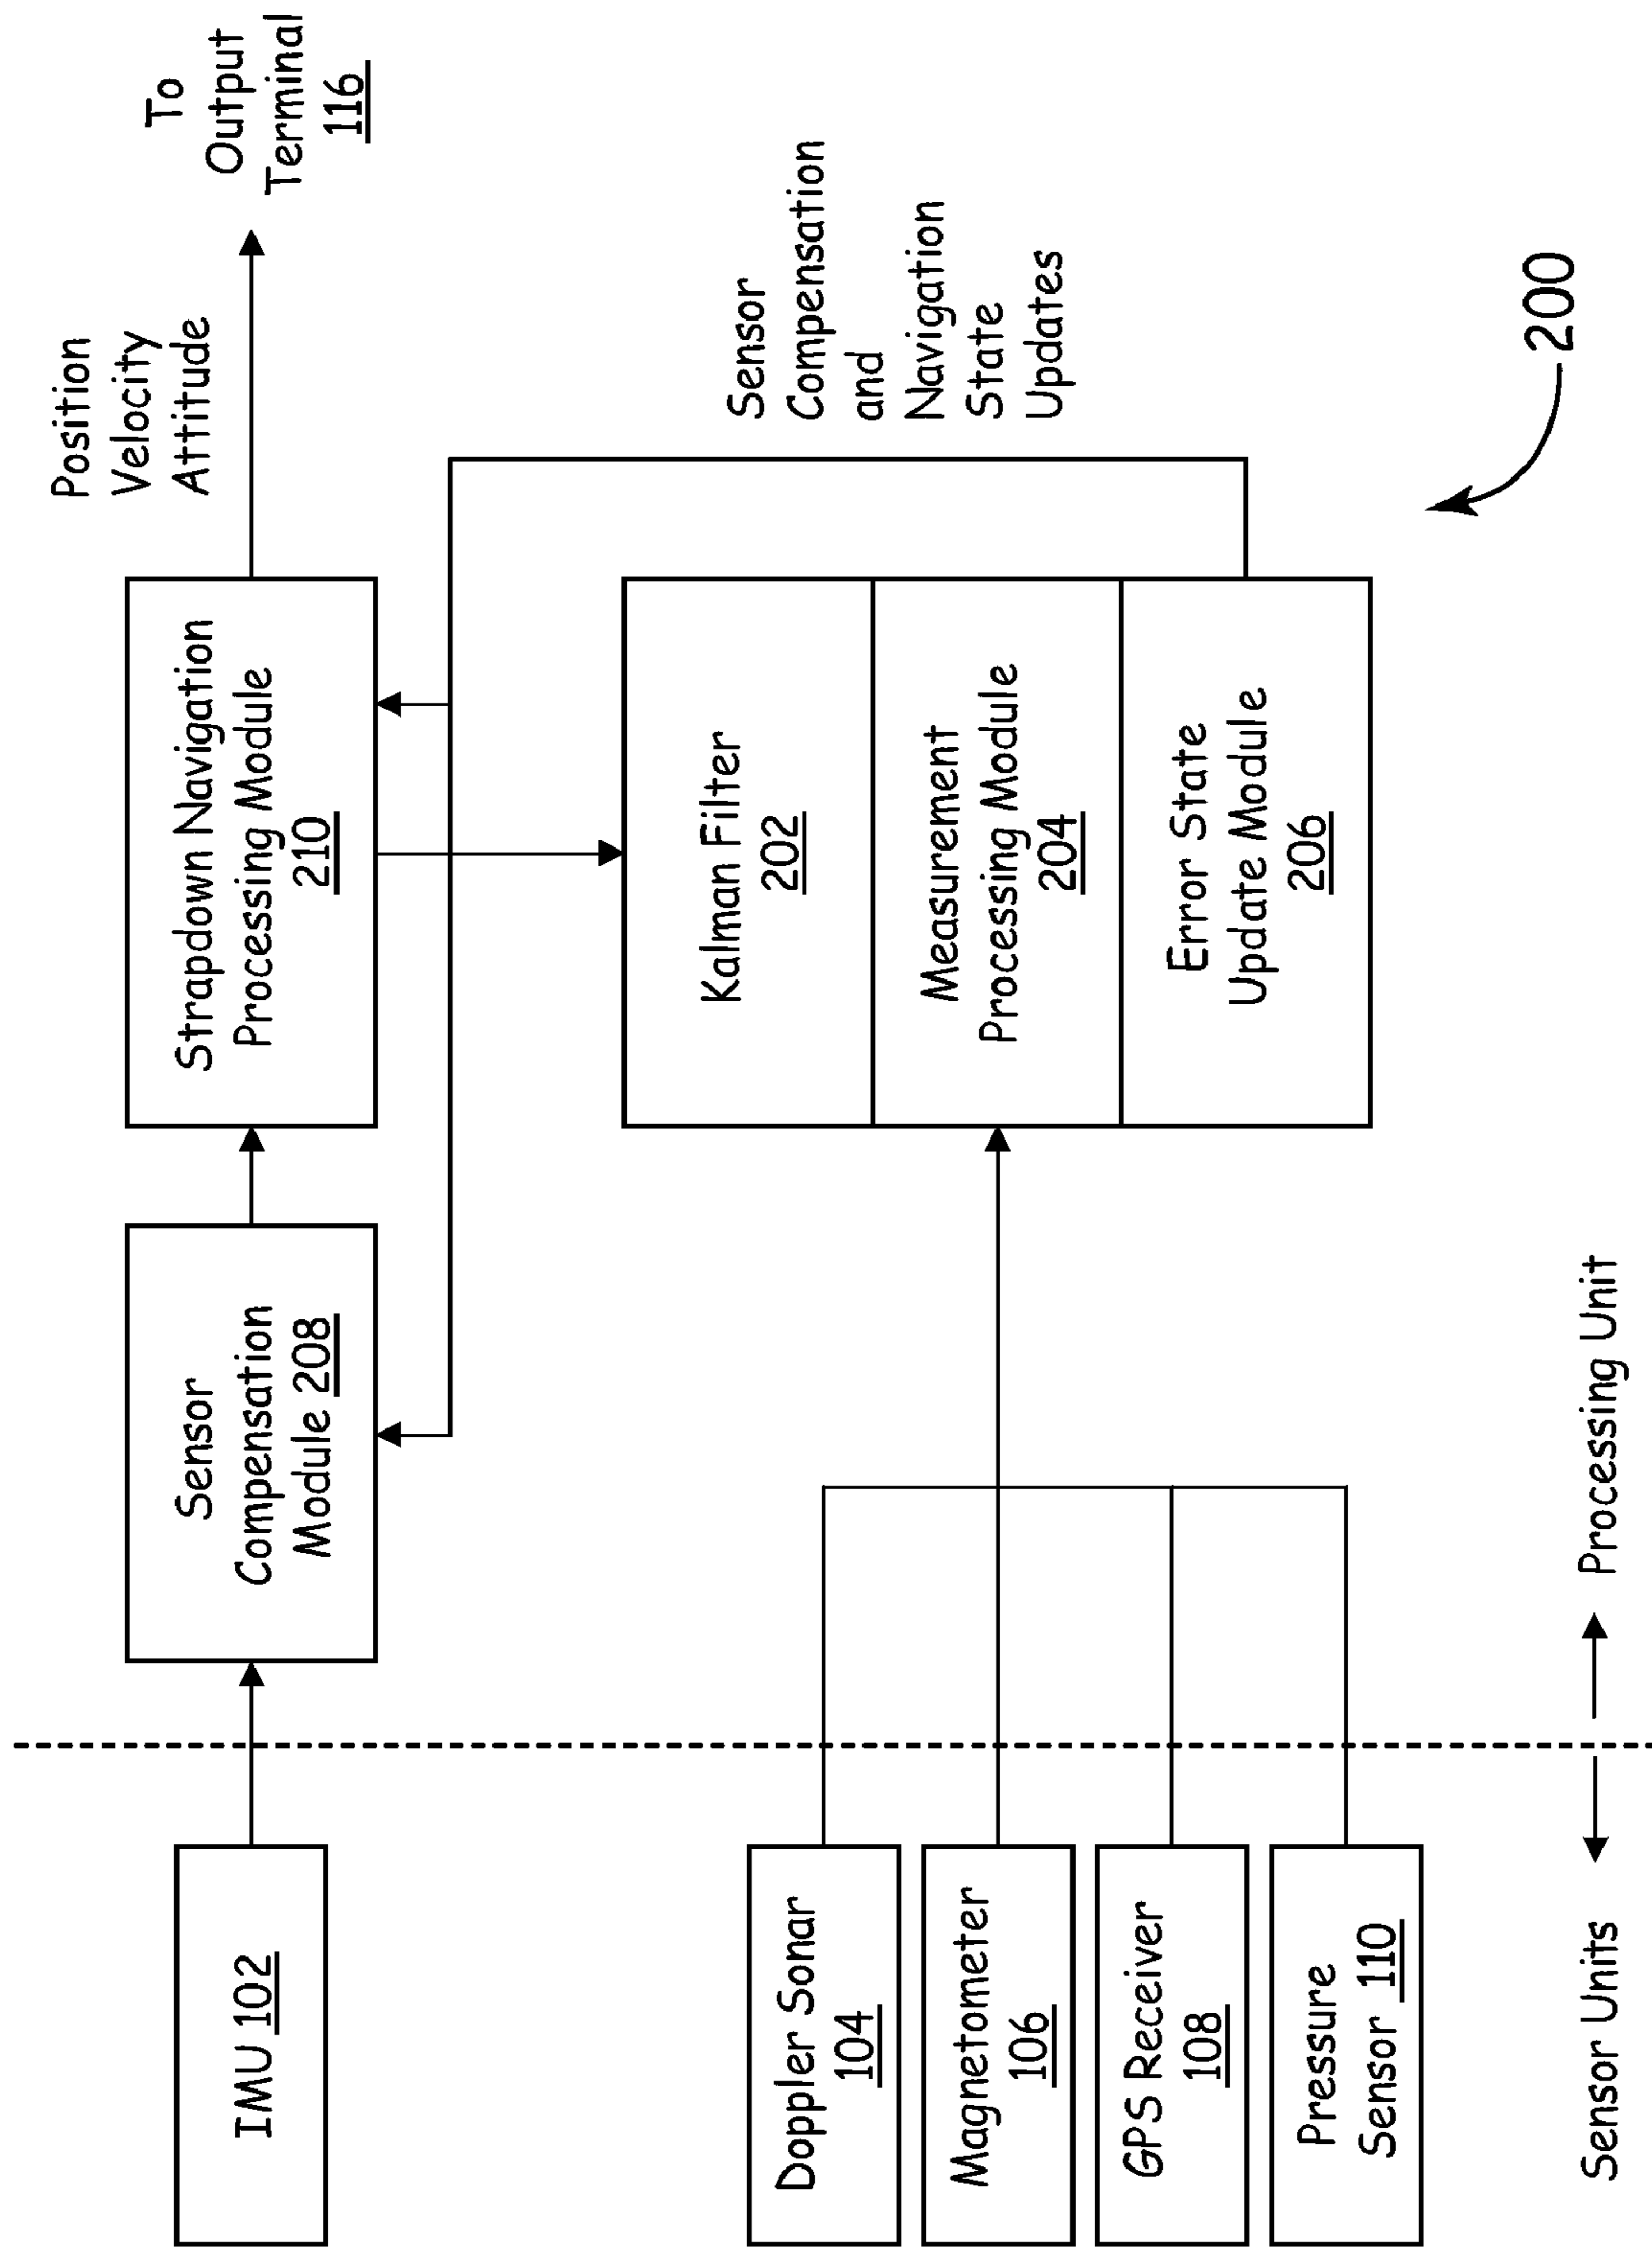 Position
Velocity
Attitude
To
Output
Terminal
116
IMU 102
Sensor
Compensation
Module 208
Strapdown Navigation
Processing Module
210
Sensor
Compensation
and
Navigation
State
Updates
Kalman Filter
202
Measurement
Processing Module
204
Error State
Update Module
206
Doppler Sonar
104
Magnetometer
106
GPS Receiver
108
Pressure
Sensor 110
Sensor Units
Processing Unit
200